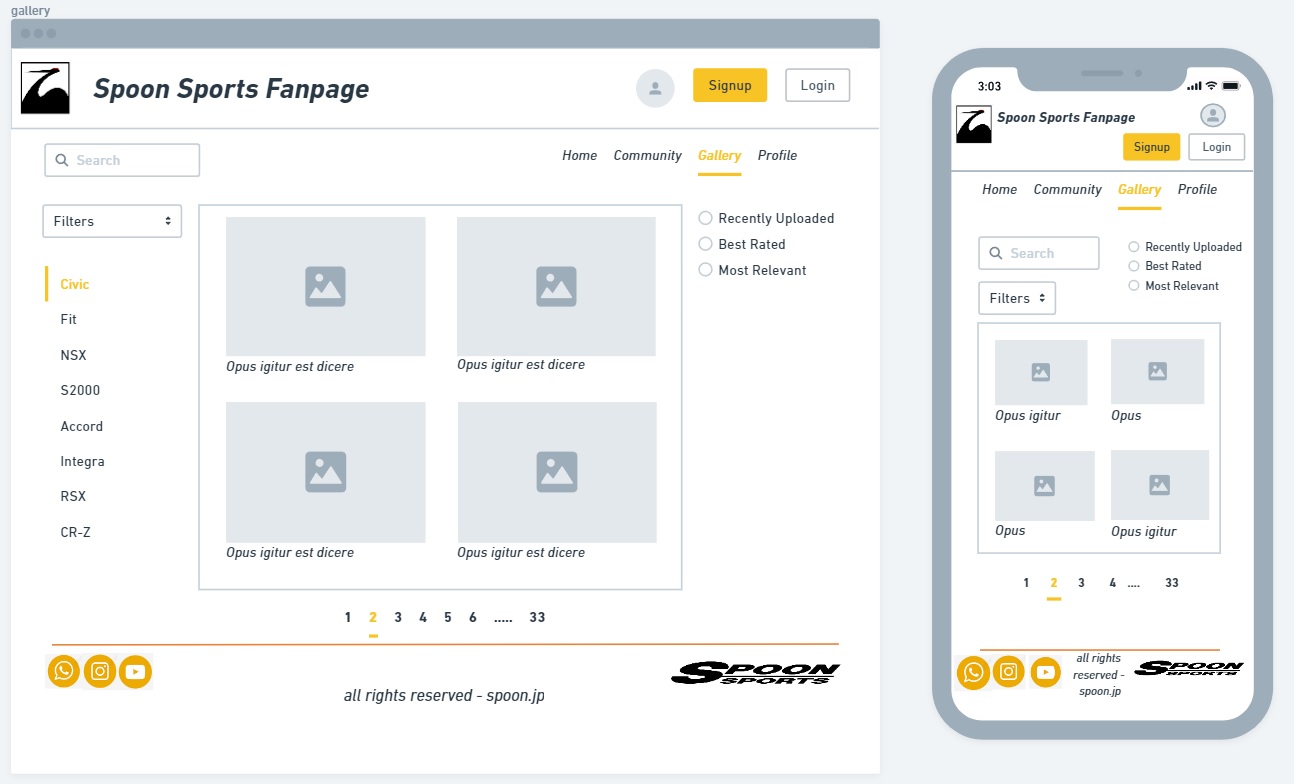 gallery
Spoon Sports Fanpage
Signup
Login
Search
Home Community Gallery Profile
Filters
Recently Uploaded
Best Rated
Most Relevant
Civic
Fit
NSX
S2000
Accord
Integra
RSX
CR-Z
Opus igitur est dicere
Opus igitur est dicere
Opus igitur est dicere
Opus igitur est dicere
1 2 3 4 5 6 ..... 33
all rights reserved - spoon.jp
SPOON
SPORTS
3:03
Spoon Sports Fanpage
Signup
Login
Home Community Gallery Profile
Search
Recently Uploaded
Best Rated
Most Relevant
Filters
Opus igitur
Opus
Opus
Opus igitur
1 2 3 4 .... 33
all rights
reserved -
spoon.jp
SPOON
SPORTS